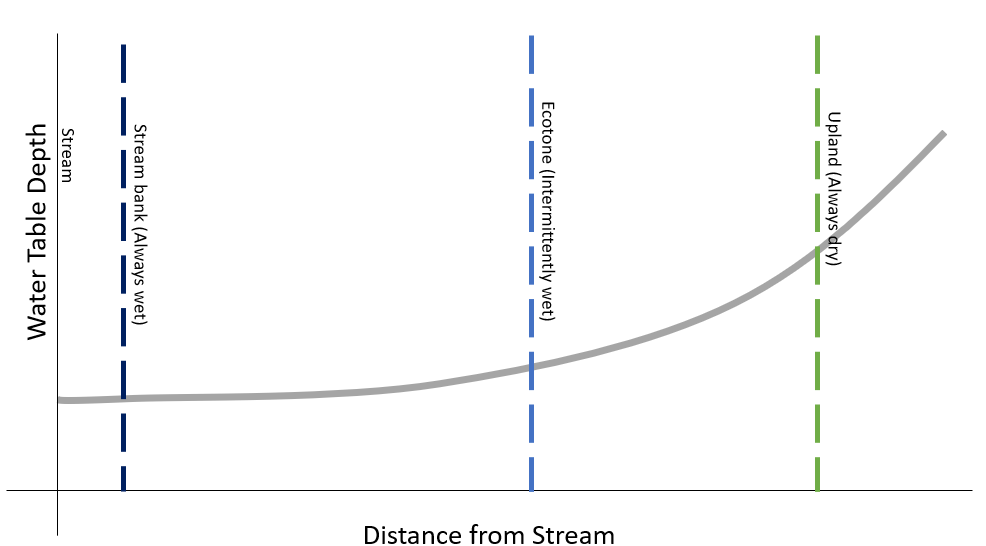 Water Table Depth
Stream
Stream bank (Always wet)
Ecotone (Intermittently wet)
Upland (Always dry)
Distance from Stream